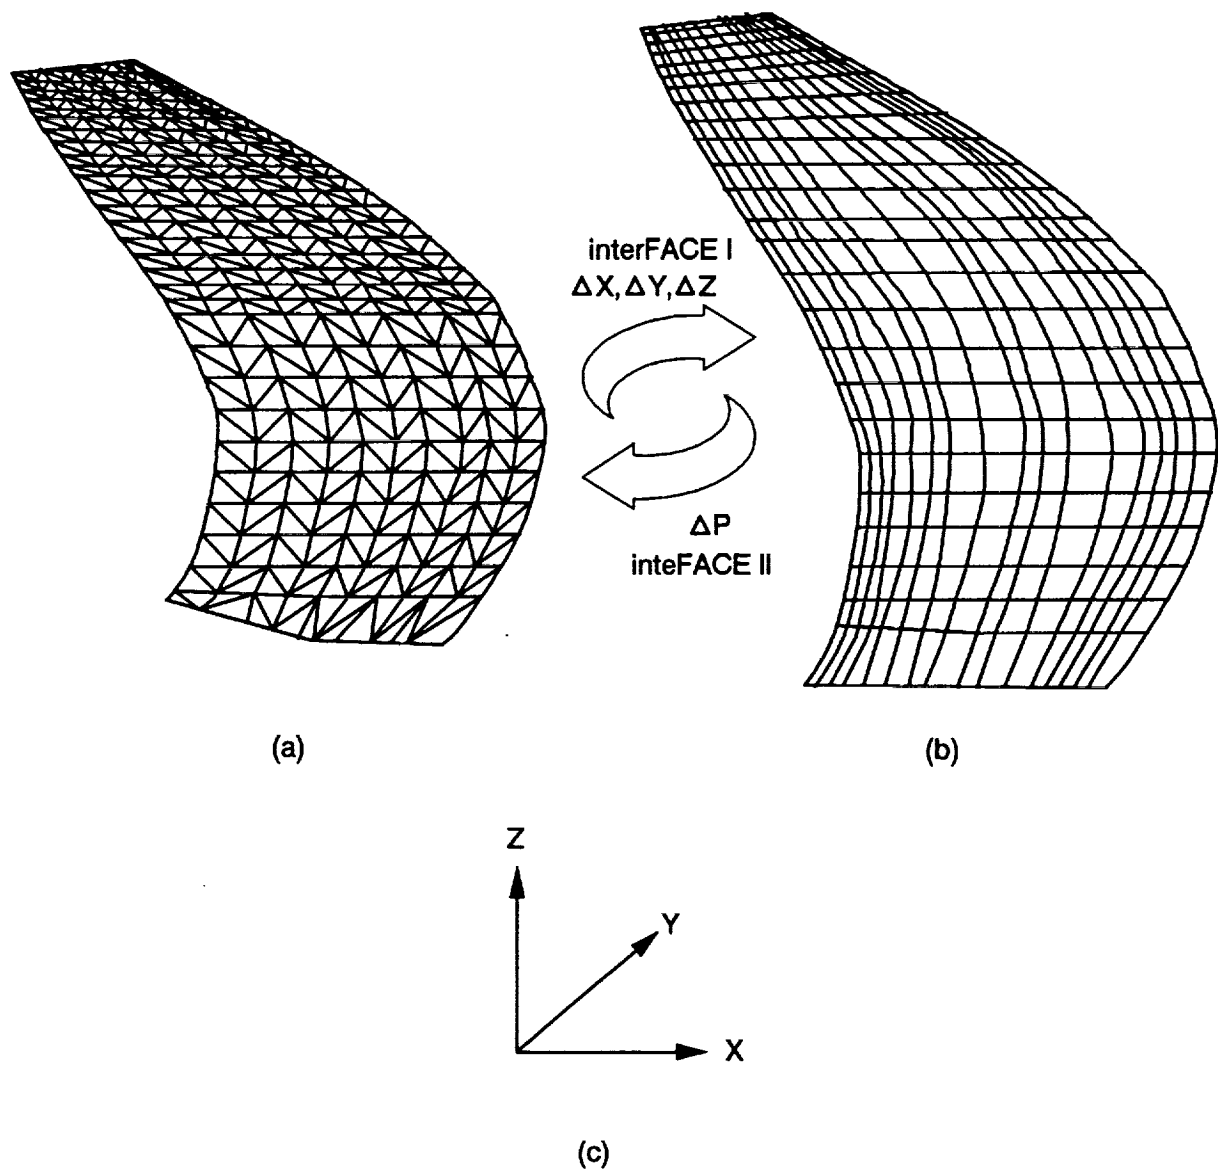 interFACE I
ΔX, ΔY, ΔZ
ΔP
inteFACE II
(a)
(b)
Z
Y
X
(c)